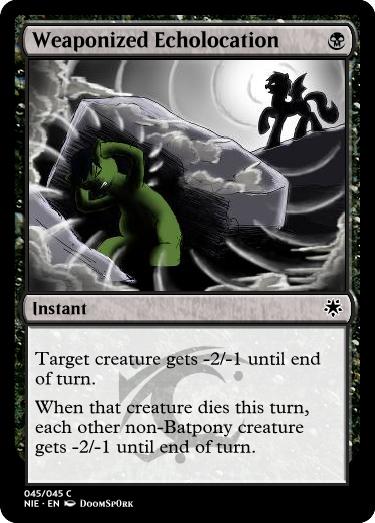 Weaponized Echolocation
Instant
Target creature gets -2/-1 until end
of turn.
When that creature dies this turn,
each other non-Batpony creature
gets -2/-1 until end of turn.
045/045 C
NIE • EN DoomSp0rk